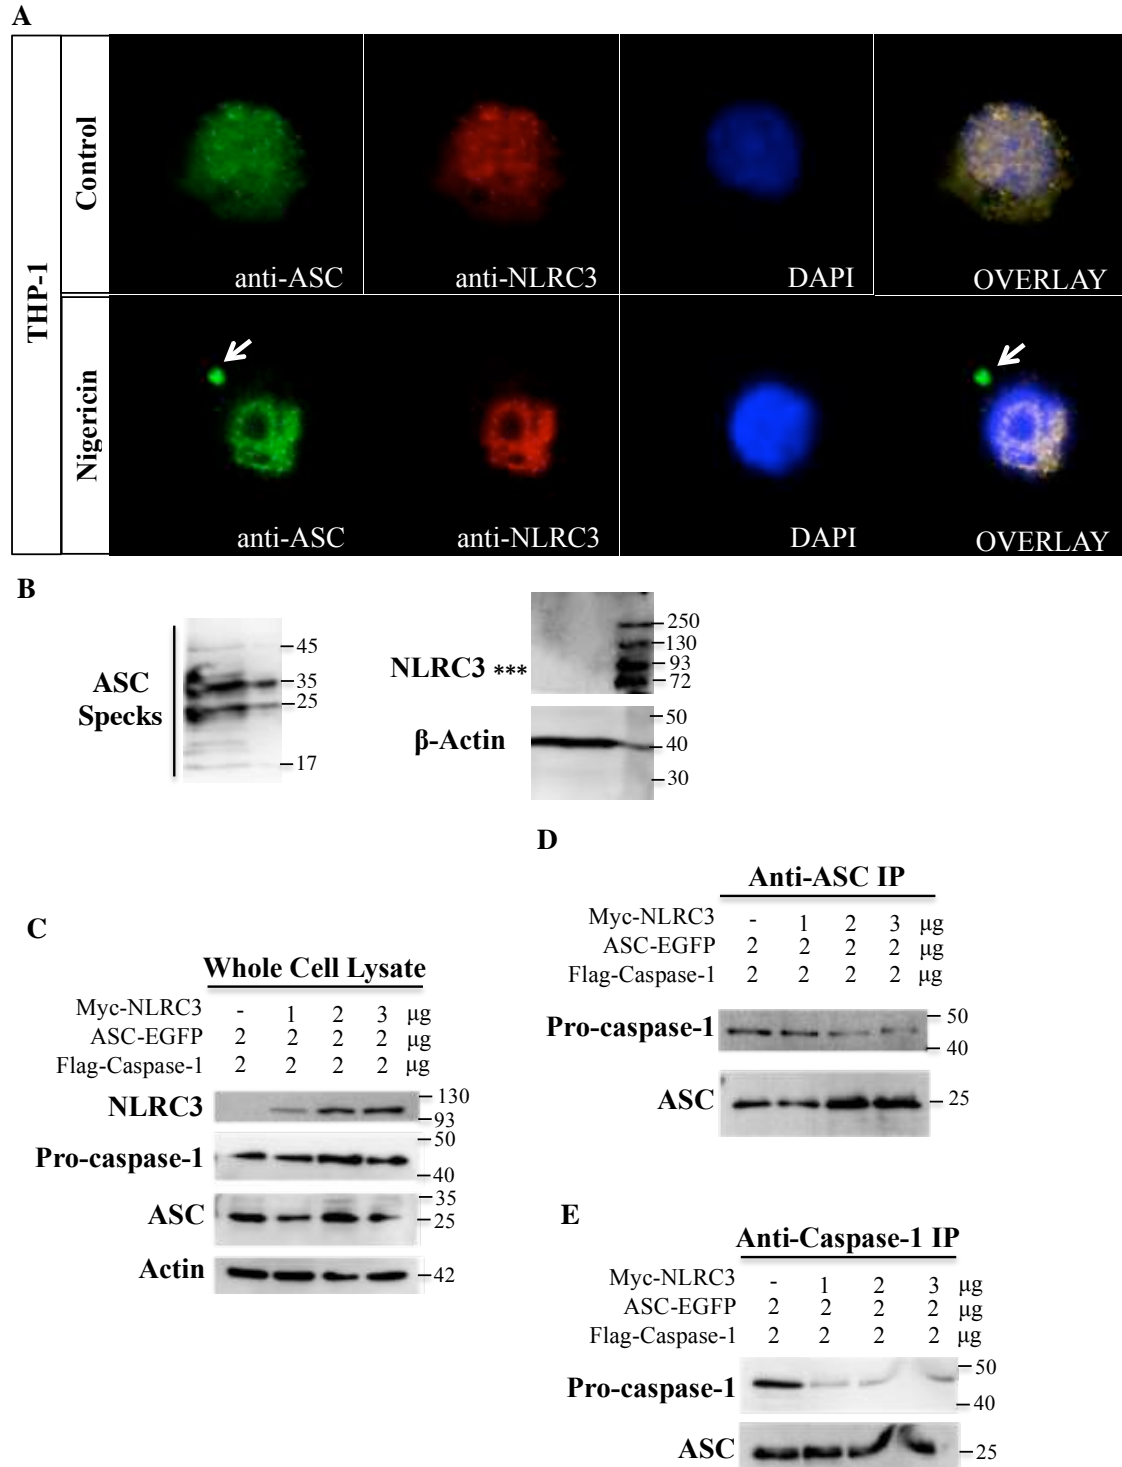 A
THP-1
Control
anti-ASC
anti-NLRC3
DAPI
OVERLAY
Nigericin
anti-ASC
anti-NLRC3
DAPI
OVERLAY
B
ASC
Specks
45
35
25
17
NLRC3 ***
250
130
93
72
β-Actin
50
40
30
C
Whole Cell Lysate
Myc-NLRC3 - 1 2 3 μg
ASC-EGFP 2 2 2 2 μg
Flag-Caspase-1 2 2 2 2 μg
NLRC3
130
93
Pro-caspase-1
50
40
ASC
35
25
Actin
42
D
Anti-ASC IP
Myc-NLRC3 - 1 2 3 μg
ASC-EGFP 2 2 2 2 μg
Flag-Caspase-1 2 2 2 2 μg
Pro-caspase-1
50
40
ASC
25
E
Anti-Caspase-1 IP
Myc-NLRC3 - 1 2 3 μg
ASC-EGFP 2 2 2 2 μg
Flag-Caspase-1 2 2 2 2 μg
Pro-caspase-1
50
40
ASC
25